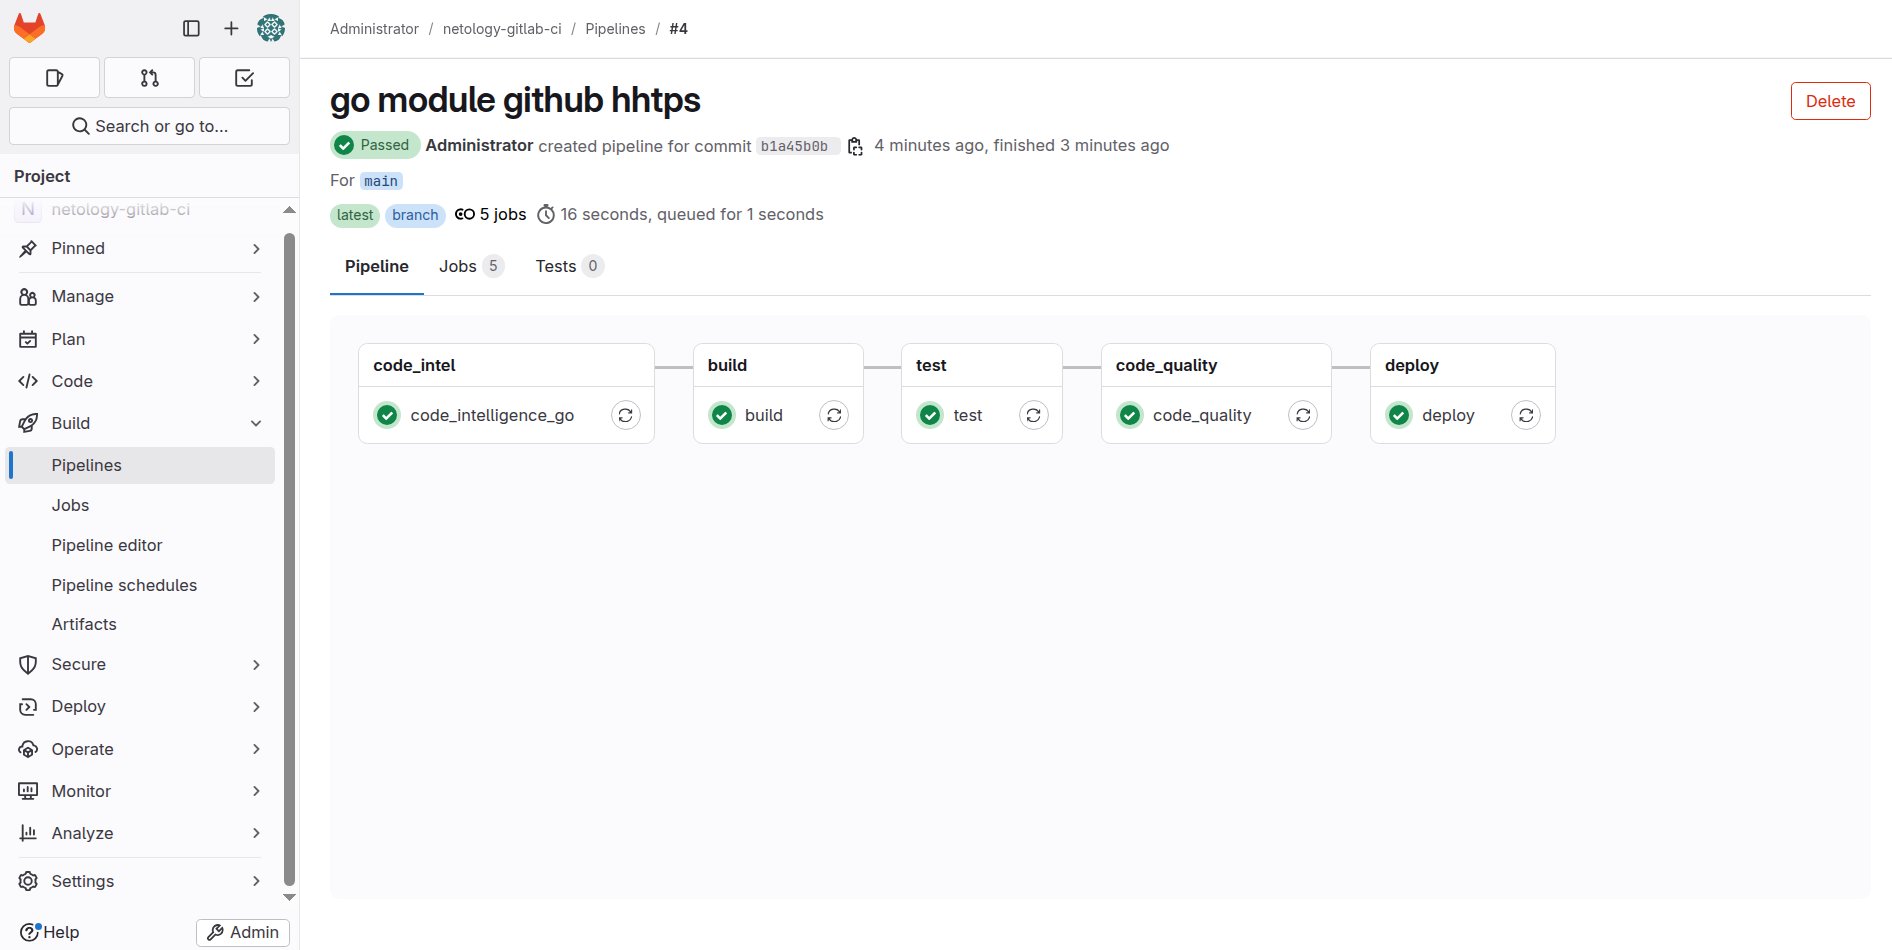 Administrator / netology-gitlab-ci / Pipelines / #4
Search or go to...
Project
N netology-gitlab-ci
Pinned
Manage
Plan
Code
Build
Pipelines
Jobs
Pipeline editor
Pipeline schedules
Artifacts
Secure
Deploy
Operate
Monitor
Analyze
Settings
Help
Admin
go module github hhtps
Delete
Passed Administrator created pipeline for commit b1a45b0b 4 minutes ago, finished 3 minutes ago
For main
latest branch 5 jobs 16 seconds, queued for 1 seconds
Pipeline Jobs 5 Tests 0
code_intel
code_intelligence_go
build
build
test
test
code_quality
code_quality
deploy
deploy